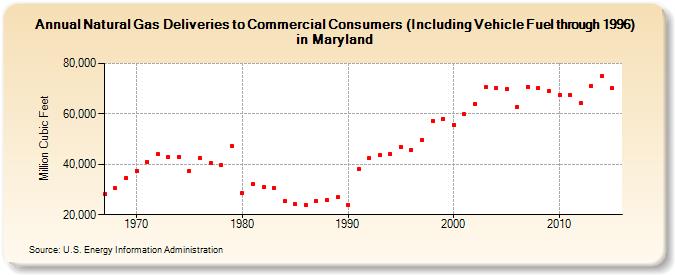 Annual Natural Gas Deliveries to Commercial Consumers (Including Vehicle Fuel through 1996)
in Maryland
Million Cubic Feet
80,000
60,000
40,000
20,000
1970
1980
1990
2000
2010
Source: U.S. Energy Information Administration